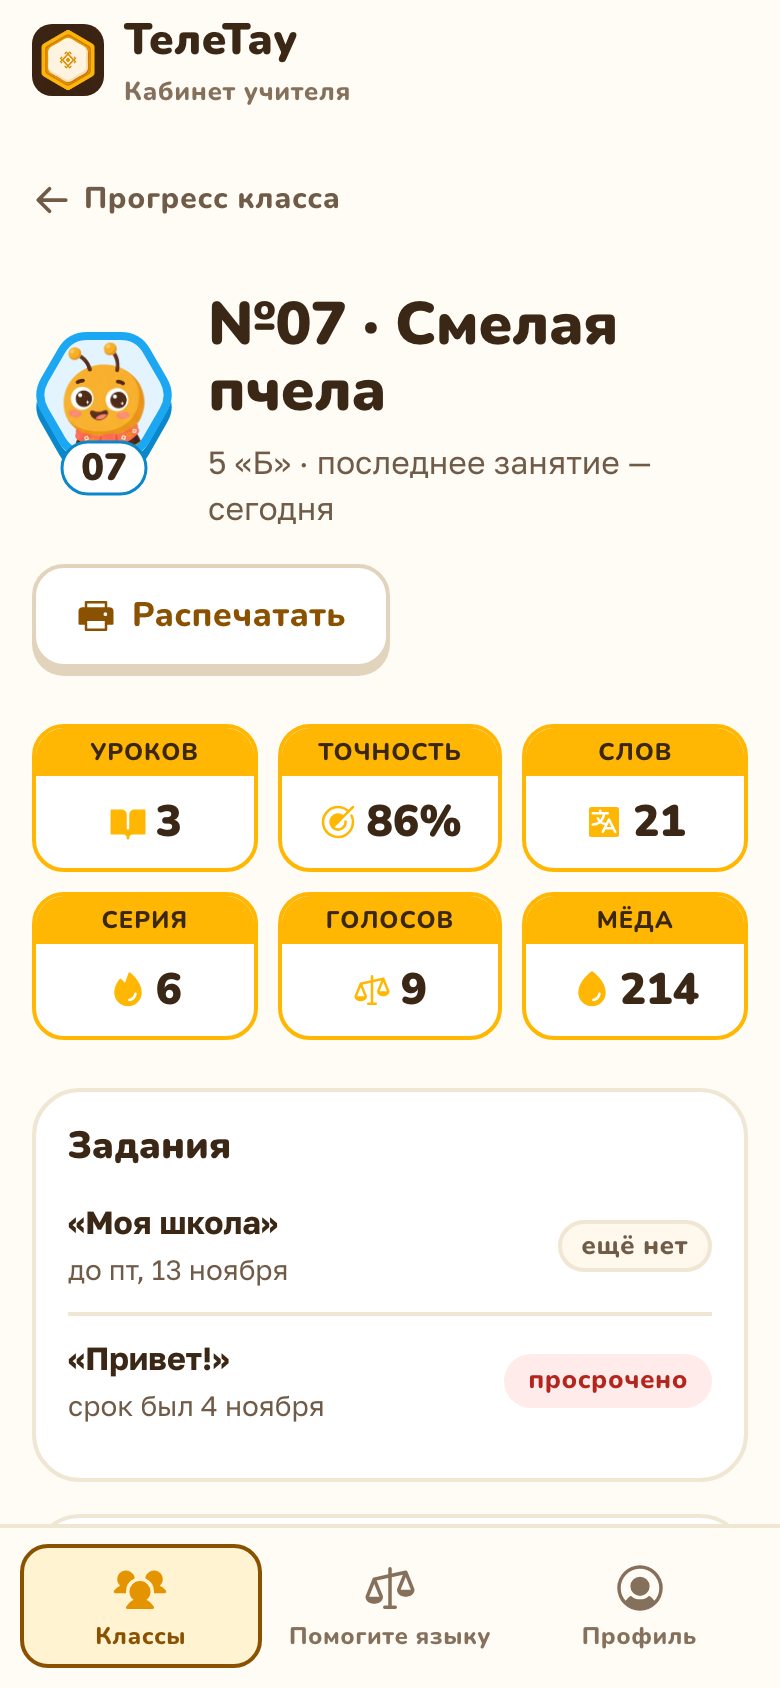 ТелеТау
Кабинет учителя
Прогресс класса
№07 · Смелая
пчела
07
5 «Б» · последнее занятие —
сегодня
Распечатать
УРОКОВ
3
ТОЧНОСТЬ
86%
СЛОВ
21
СЕРИЯ
6
ГОЛОСОВ
9
МЁДА
214
Задания
«Моя школа»
ещё нет
до пт, 13 ноября
«Привет!»
просрочено
срок был 4 ноября
Классы
Помогите языку
Профиль